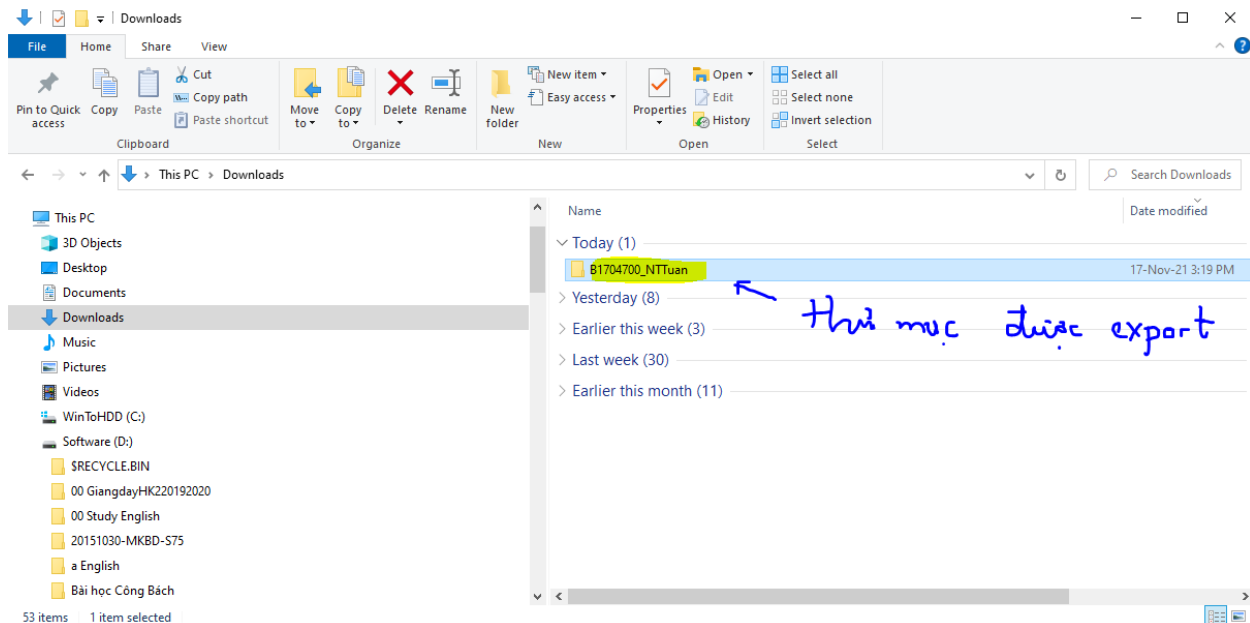 Downloads
File Home Share View
Pin to Quick access
Copy
Paste
Cut
Copy path
Paste shortcut
Clipboard
Move to
Copy to
Delete
Rename
Organize
New folder
New item
Easy access
New
Properties
Open
Edit
History
Open
Select all
Select none
Invert selection
Select
This PC > Downloads
Search Downloads
This PC
3D Objects
Desktop
Documents
Downloads
Music
Pictures
Videos
WinToHDD (C:)
Software (D:)
$RECYCLE.BIN
00 GiangdayHK220192020
00 Study English
20151030-MKBD-S75
a English
Bài học Công Bách
Name Date modified
Today (1)
B1704700_NTTuan 17-Nov-21 3:19 PM
thư mục được export
Yesterday (8)
Earlier this week (3)
Last week (30)
Earlier this month (11)
53 items 1 item selected